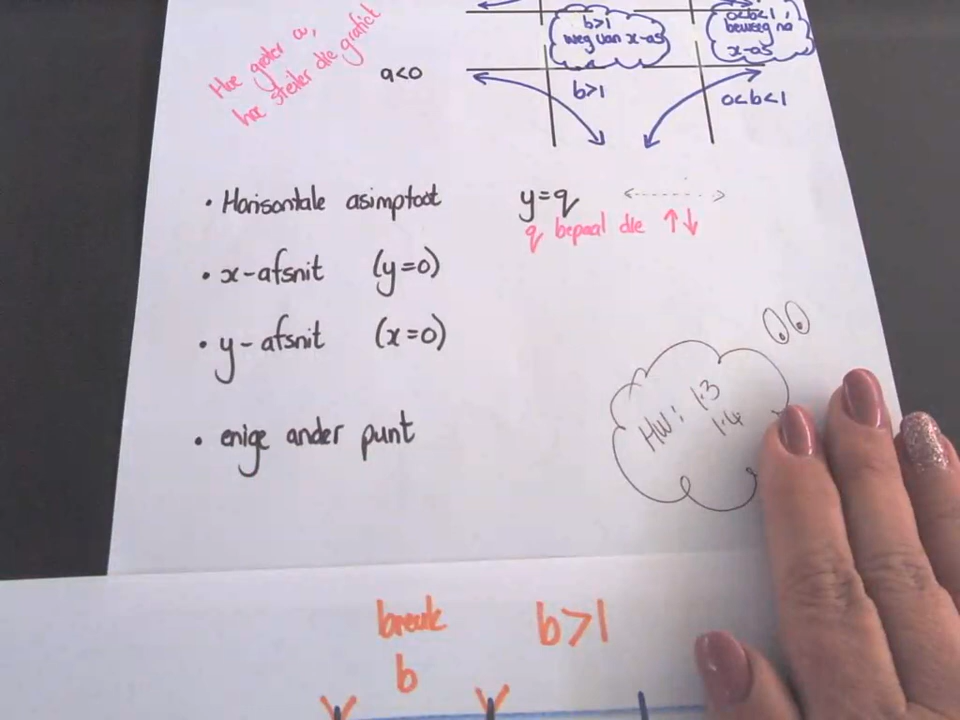 b>1
weg van x-as
0<b<1,
beweeg na
x-as
Hoe groter a,
hoe steiler die grafiek
a<0
b>1
0<b<1
• Horisontale asimptoot y=q
q bepaal die ↑↓
• x-afsnit (y=0)
• y-afsnit (x=0)
HW: 1.3
1.4
• enige ander punt
breuk b>1
b